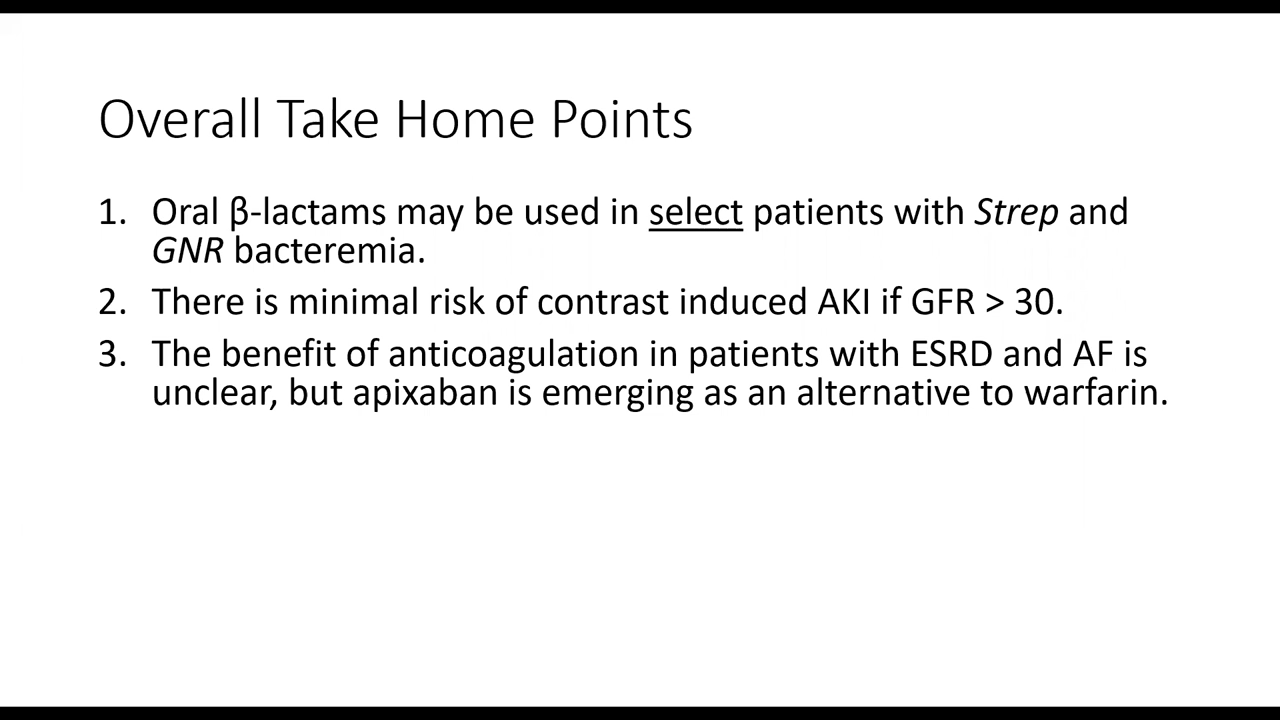 Overall Take Home Points
1. Oral β-lactams may be used in select patients with Strep and
GNR bacteremia.
2. There is minimal risk of contrast induced AKI if GFR > 30.
3. The benefit of anticoagulation in patients with ESRD and AF is
unclear, but apixaban is emerging as an alternative to warfarin.